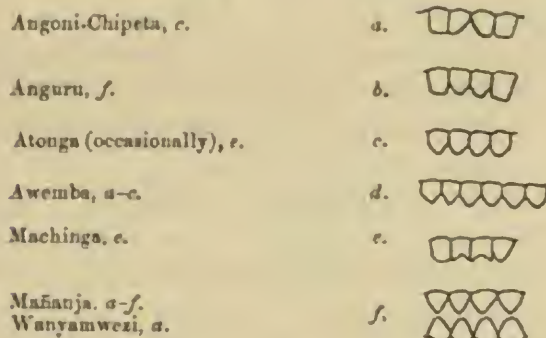 Angoni-Chipeta, c. a.
Anguru, f. b.
Atonga (occasionally), e. c.
Awemba, a-c. d.
Machinga, e. e.
Mañanja, a-f. f.
Wanyamwezi, a.